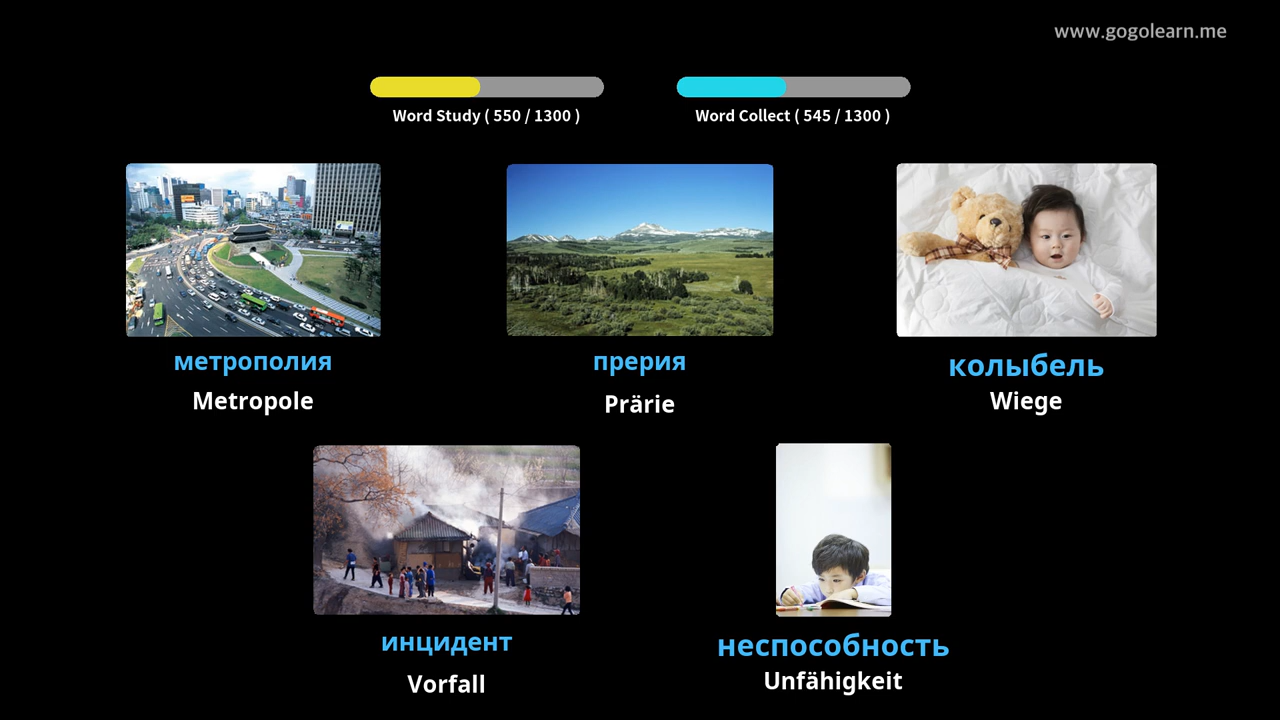 www.gogolearn.me
Word Study ( 550 / 1300 )
Word Collect ( 545 / 1300 )
метрополия
Metropole
прерия
Prärie
колыбель
Wiege
инцидент
Vorfall
неспособность
Unfähigkeit